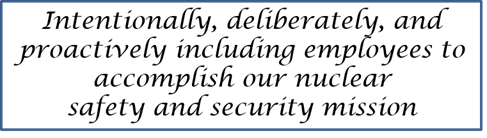 Intentionally, deliberately, and
proactively including employees to
accomplish our nuclear
safety and security mission